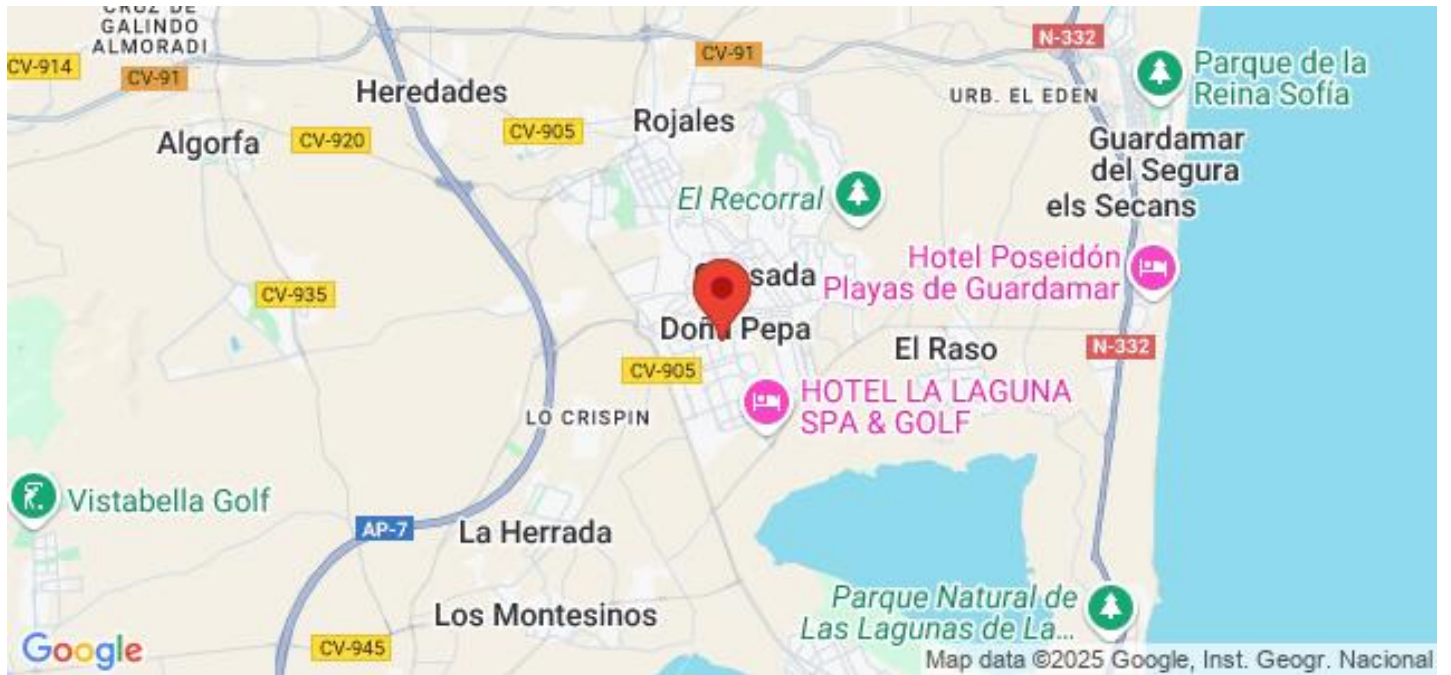 CRUZ DE
GALINDO
ALMORADI
CV-914
CV-91
Heredades
Algorfa
CV-920
CV-905
Rojales
CV-91
N-332
URB. EL EDEN
Parque de la
Reina Sofía
Guardamar
del Segura
els Secans
El Recorral
Hotel Poseidón
Playas de Guardamar
CV-935
Doña Pepa
CV-905
El Raso
N-332
HOTEL LA LAGUNA
SPA & GOLF
LO CRISPIN
Vistabella Golf
AP-7
La Herrada
Los Montesinos
CV-945
Parque Natural de
Las Lagunas de La...
Google
Map data ©2025 Google, Inst. Geogr. Nacional